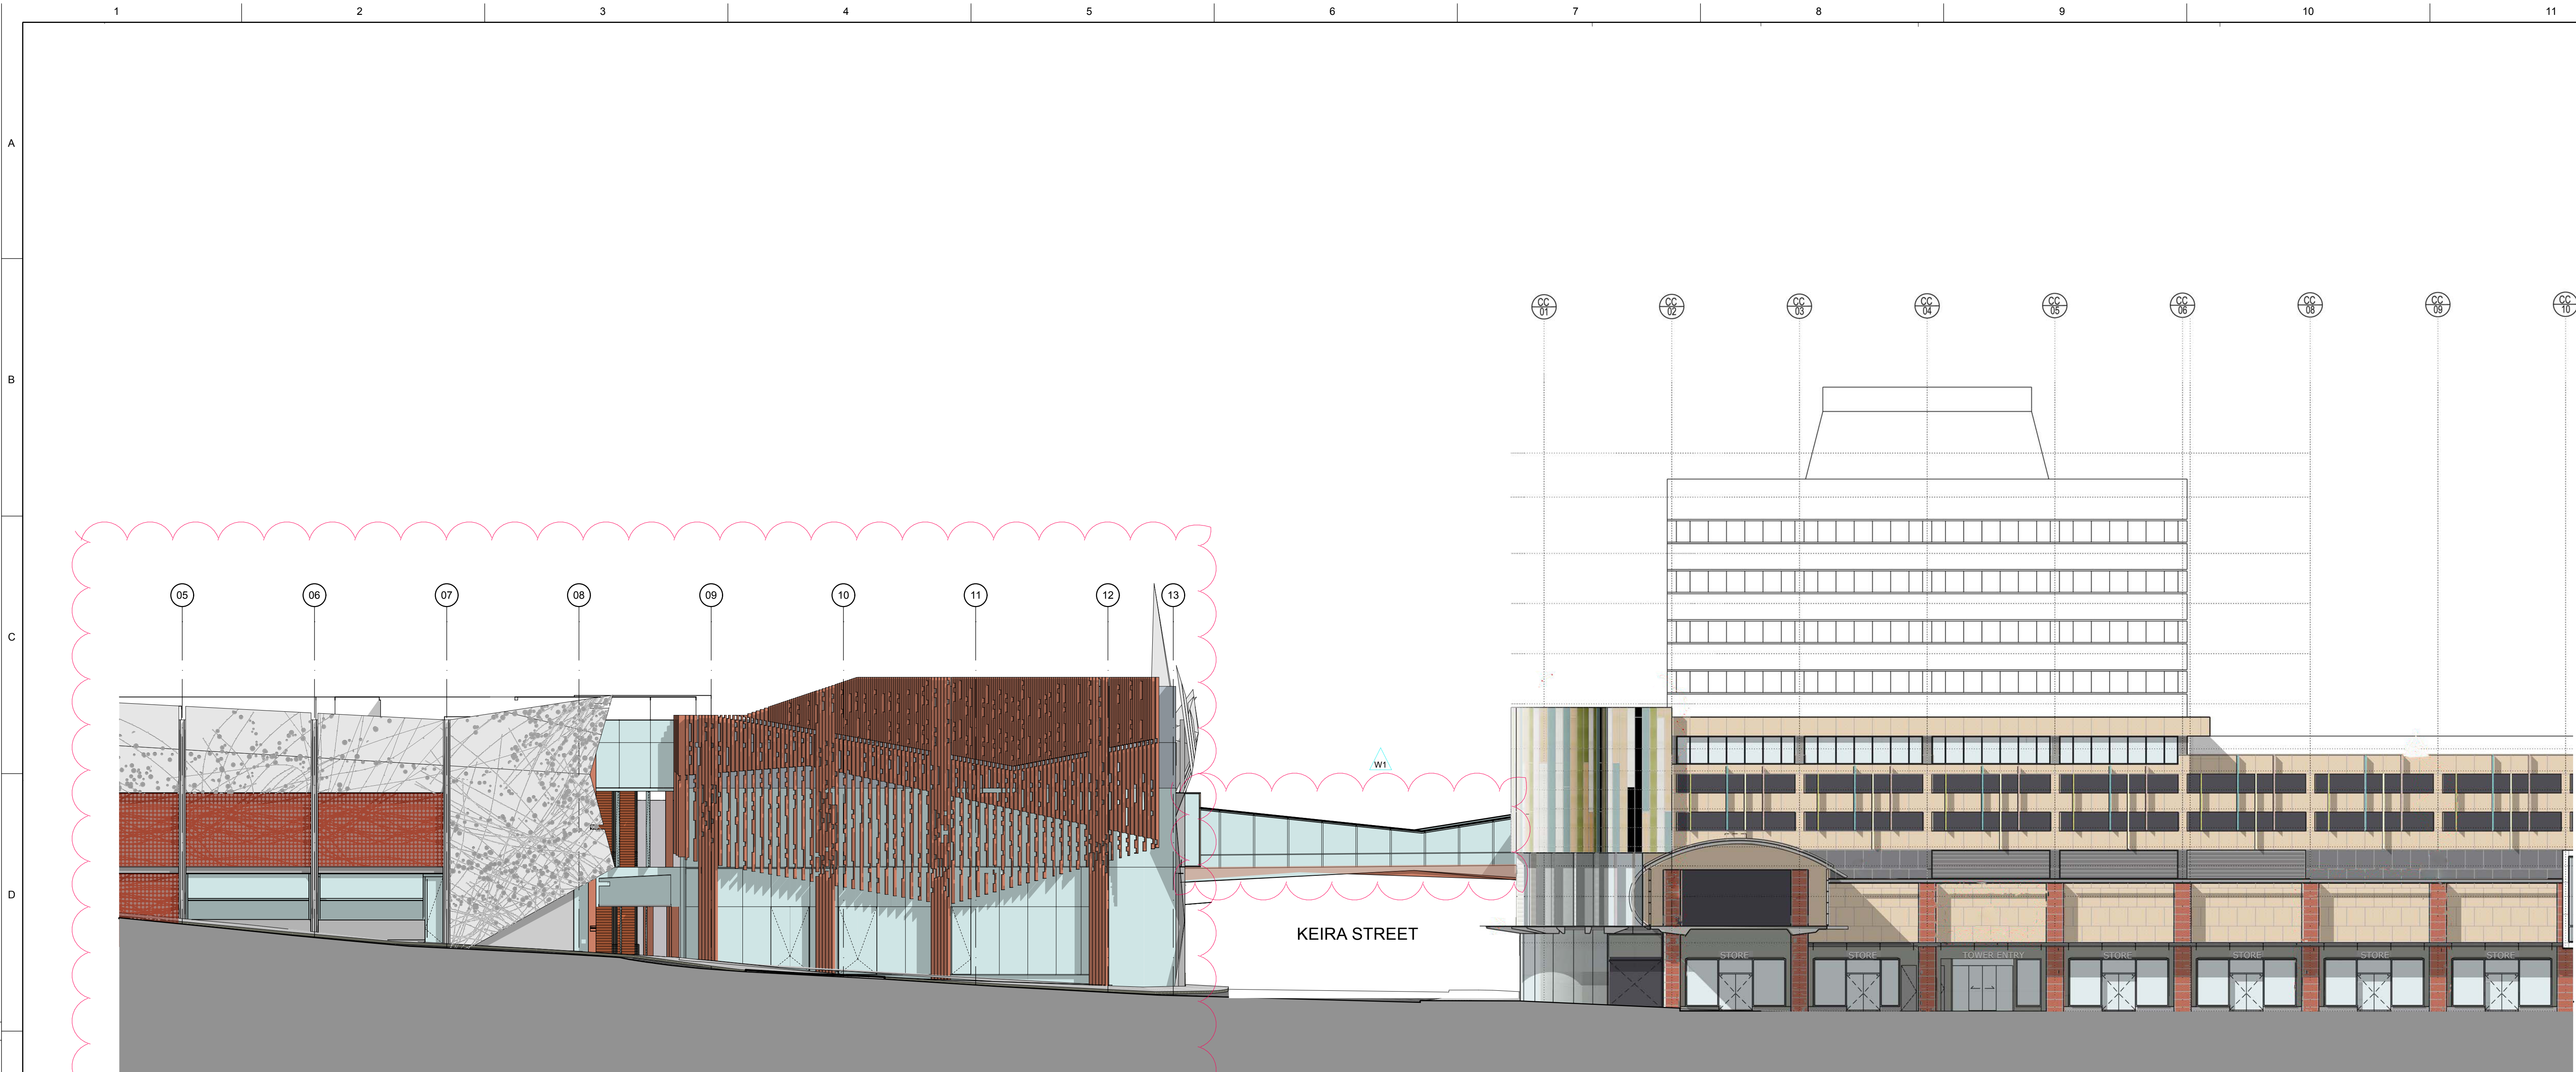 1 2 3 4 5 6 7 8 9 10 11
A
B
C
D
CC 01 CC 02 CC 03 CC 04 CC 05 CC 06 CC 08 CC 09 CC 10
05 06 07 08 09 10 11 12 13
W1
KEIRA STREET
STORE STORE TOWER ENTRY STORE STORE STORE STORE